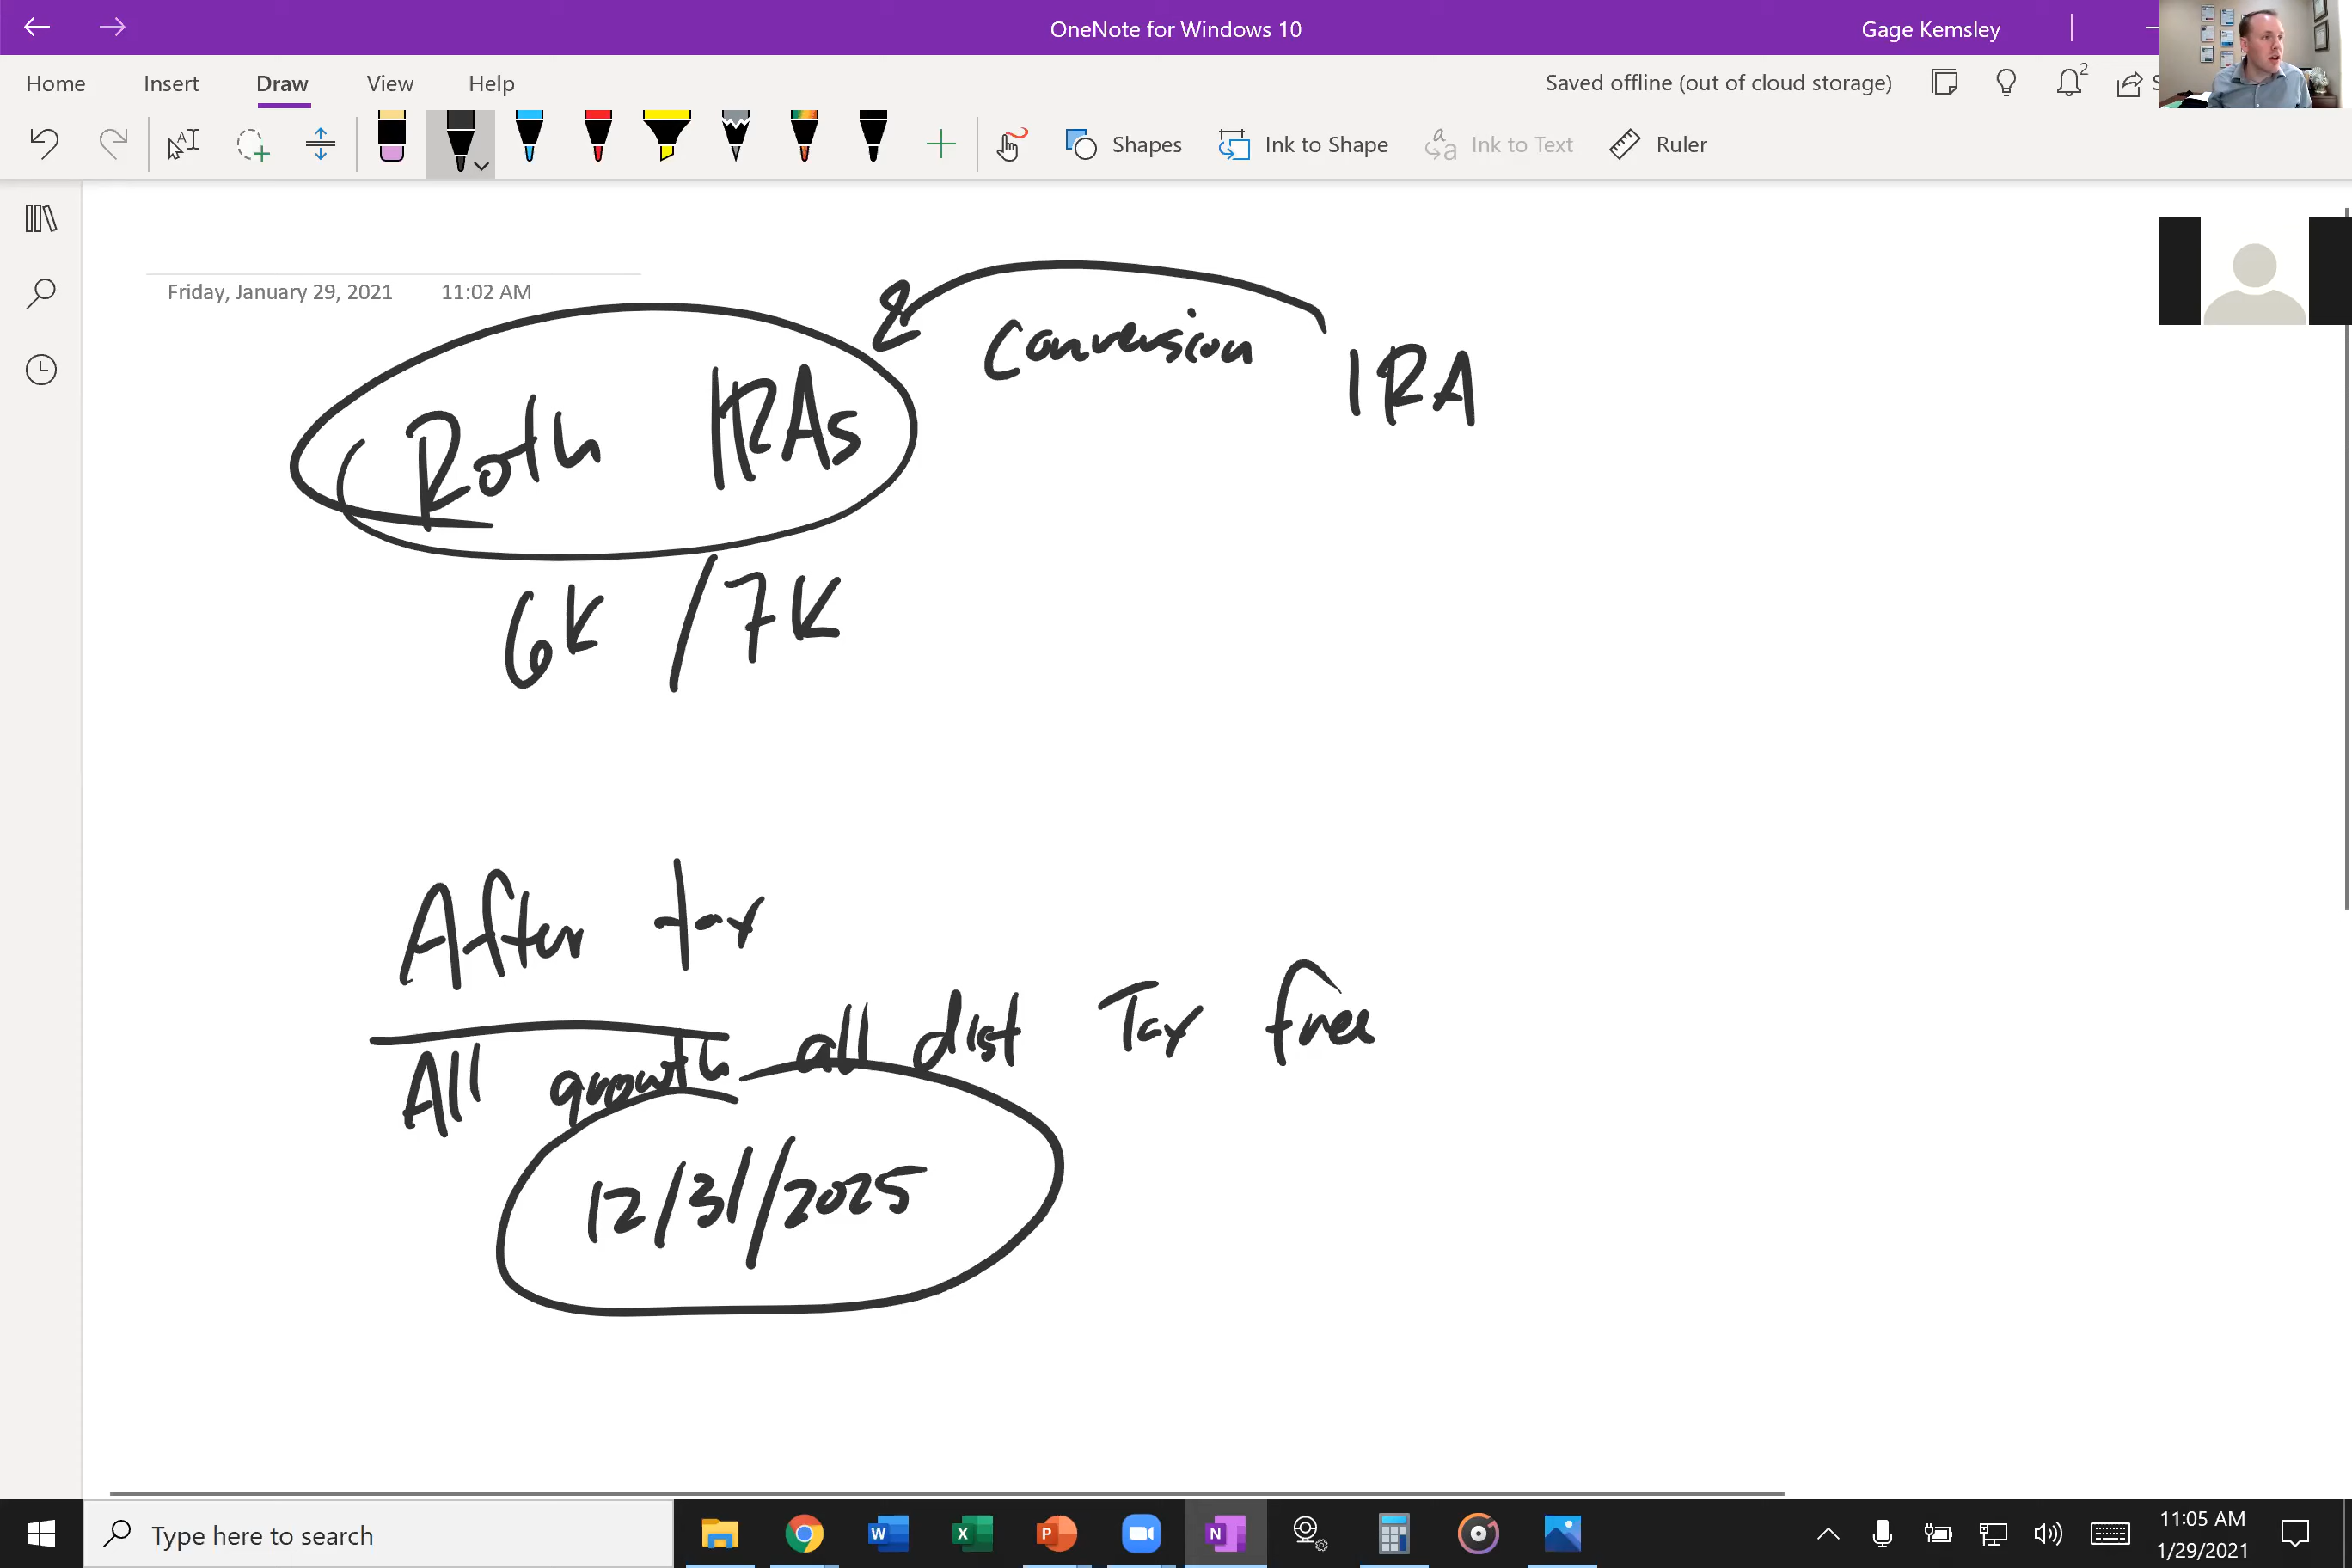 OneNote for Windows 10
Gage Kemsley
Home Insert Draw View Help
Saved offline (out of cloud storage)
2
Shapes Ink to Shape Ink to Text Ruler
Friday, January 29, 2021 11:02 AM
Conversion
Roth IRAs IRA
6K / 7K
After tax
All growth all dist Tax free
12/31/2025
Type here to search
11:05 AM
1/29/2021